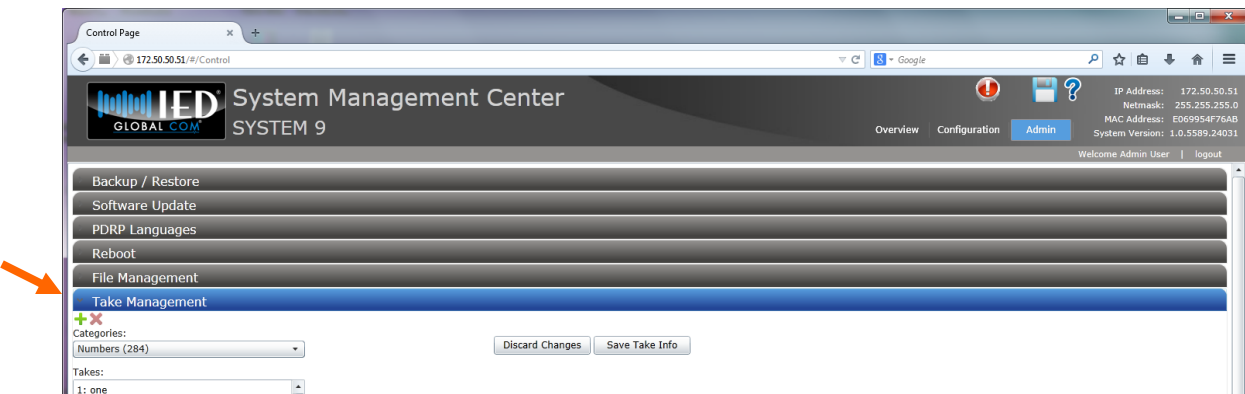 Control Page
172.50.50.51/#/Control
Google
IED
GLOBAL COM
System Management Center
SYSTEM 9
Overview
Configuration
Admin
IP Address: 172.50.50.51
Netmask: 255.255.255.0
MAC Address: E069954F76AB
System Version: 1.0.5589.24031
Welcome Admin User | logout
Backup / Restore
Software Update
PDRP Languages
Reboot
File Management
Take Management
Categories:
Numbers (284)
Discard Changes
Save Take Info
Takes:
1: one